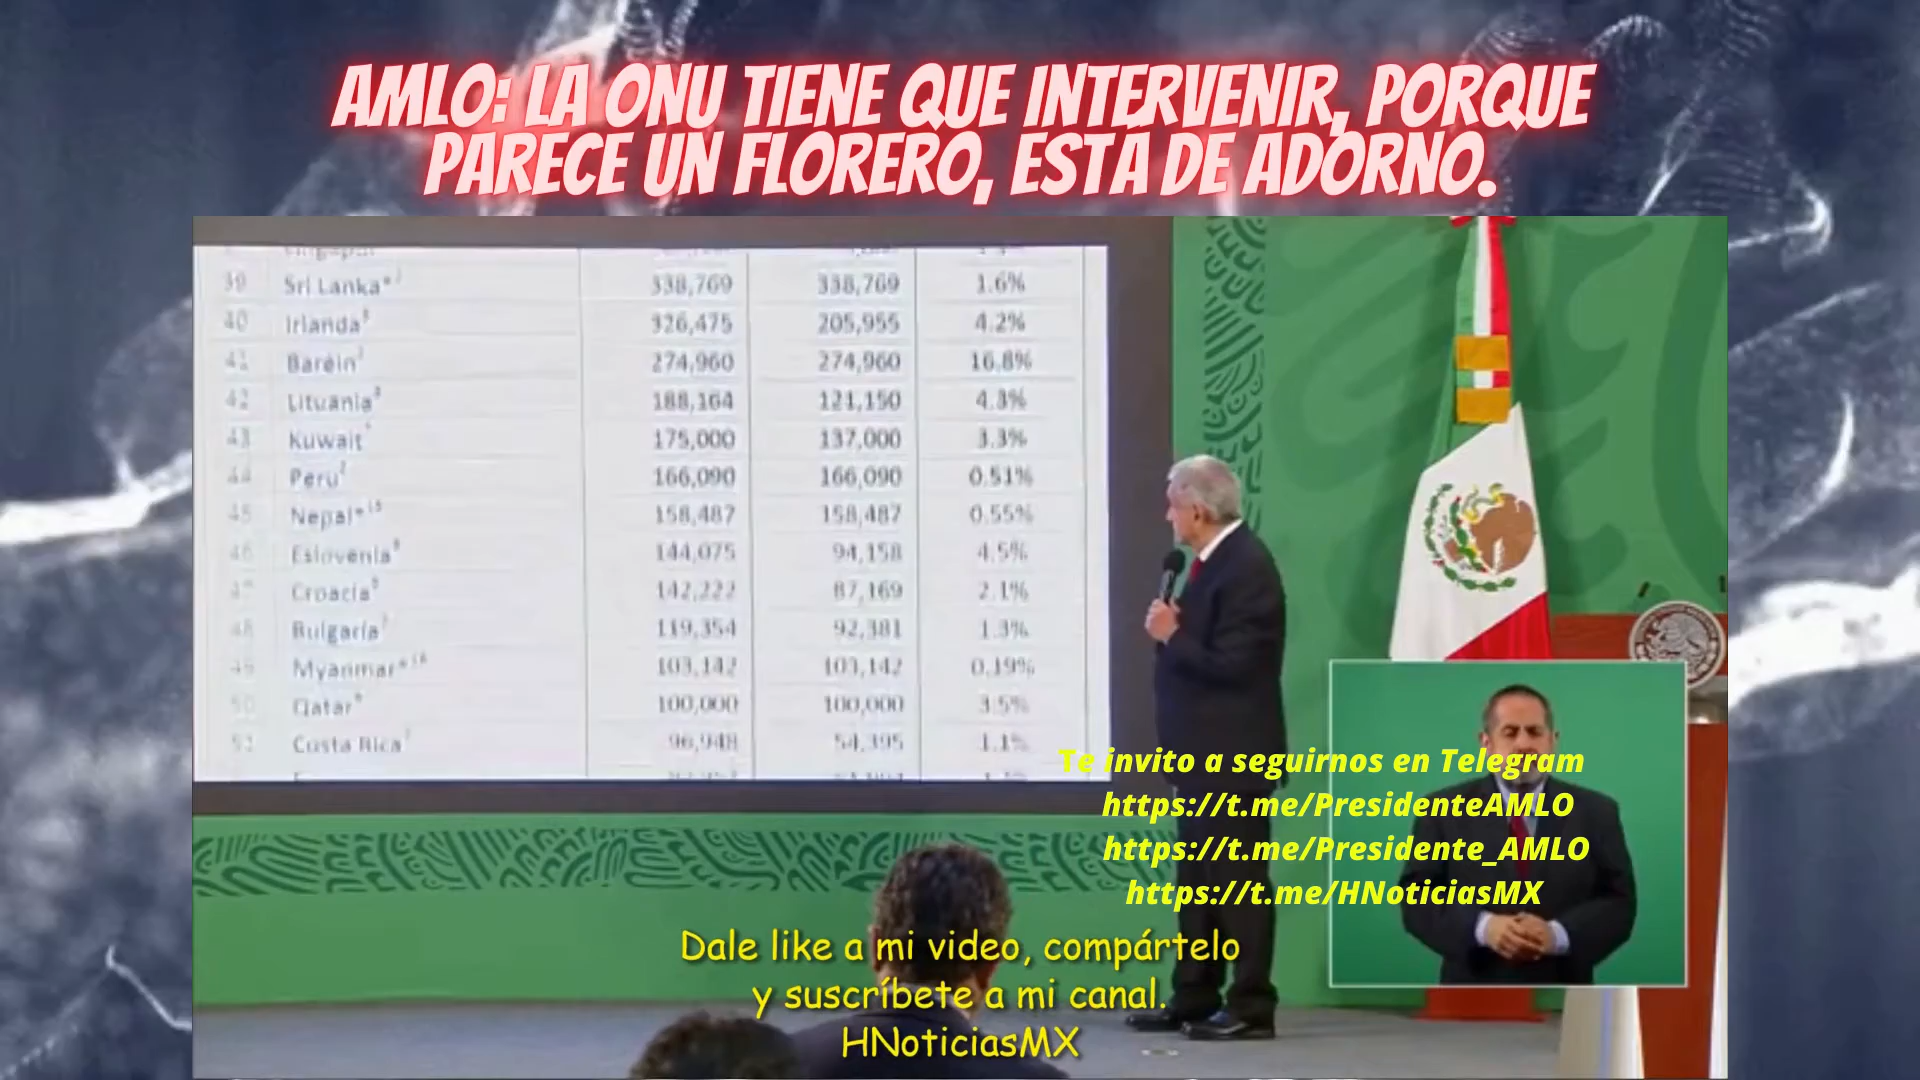 AMLO: LA ONU TIENE QUE INTERVENIR, PORQUE
PARECE UN FLORERO, ESTÁ DE ADORNO.
39 Sri Lanka* 338,769 338,769 1.6%
40 Irlanda 326,475 205,955 4.2%
41 Baréin 274,960 274,960 16.8%
42 Lituania 188,164 121,150 4.3%
43 Kuwait 175,000 137,000 3.3%
44 Peru 166,090 166,090 0.51%
45 Nepal* 158,487 158,487 0.55%
46 Eslovenia 144,075 94,158 4.5%
47 Croacia 142,222 87,169 2.1%
48 Bulgaria 119,354 92,381 1.3%
49 Myanmar* 103,142 103,142 0.19%
50 Qatar 100,000 100,000 3.5%
51 Costa Rica 96,948 54,395 1.1%
Te invito a seguirnos en Telegram
https://t.me/PresidenteAMLO
https://t.me/Presidente_AMLO
https://t.me/HNoticiasMX
Dale like a mi video, compártelo
y suscríbete a mi canal.
HNoticiasMX